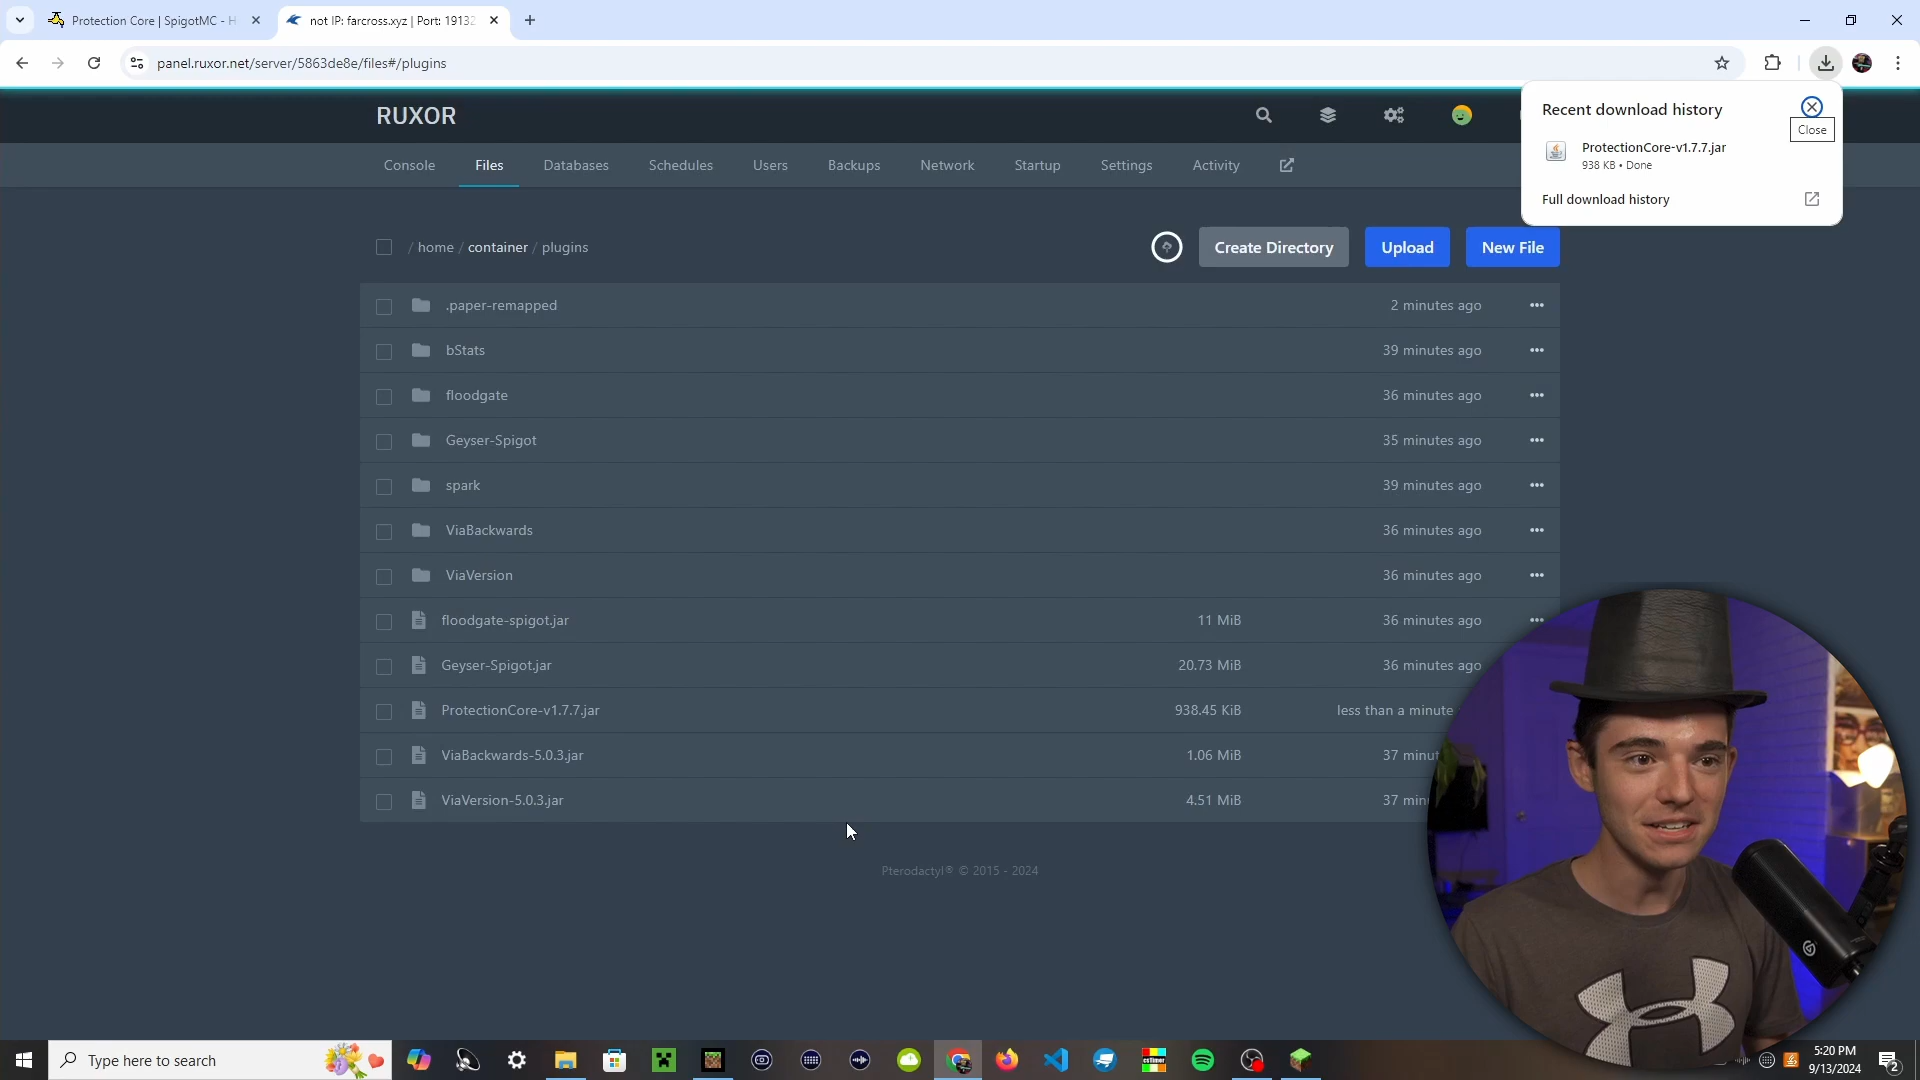 Protection Core | SpigotMC - H
not IP: farcross.xyz | Port: 19132
panel.ruxor.net/server/5863de8e/files#/plugins
Recent download history
Close
ProtectionCore-v1.7.7.jar
938 KB • Done
Full download history
RUXOR
Console Files Databases Schedules Users Backups Network Startup Settings Activity
/ home / container / plugins
Create Directory Upload New File
.paper-remapped 2 minutes ago
bStats 39 minutes ago
floodgate 36 minutes ago
Geyser-Spigot 35 minutes ago
spark 39 minutes ago
ViaBackwards 36 minutes ago
ViaVersion 36 minutes ago
floodgate-spigot.jar 11 MiB 36 minutes ago
Geyser-Spigot.jar 20.73 MiB 36 minutes ago
ProtectionCore-v1.7.7.jar 938.45 KiB less than a minute
ViaBackwards-5.0.3.jar 1.06 MiB 37 minut
ViaVersion-5.0.3.jar 4.51 MiB 37 min
Pterodactyl® © 2015 - 2024
Type here to search
csTimer
5:20 PM
9/13/2024
2